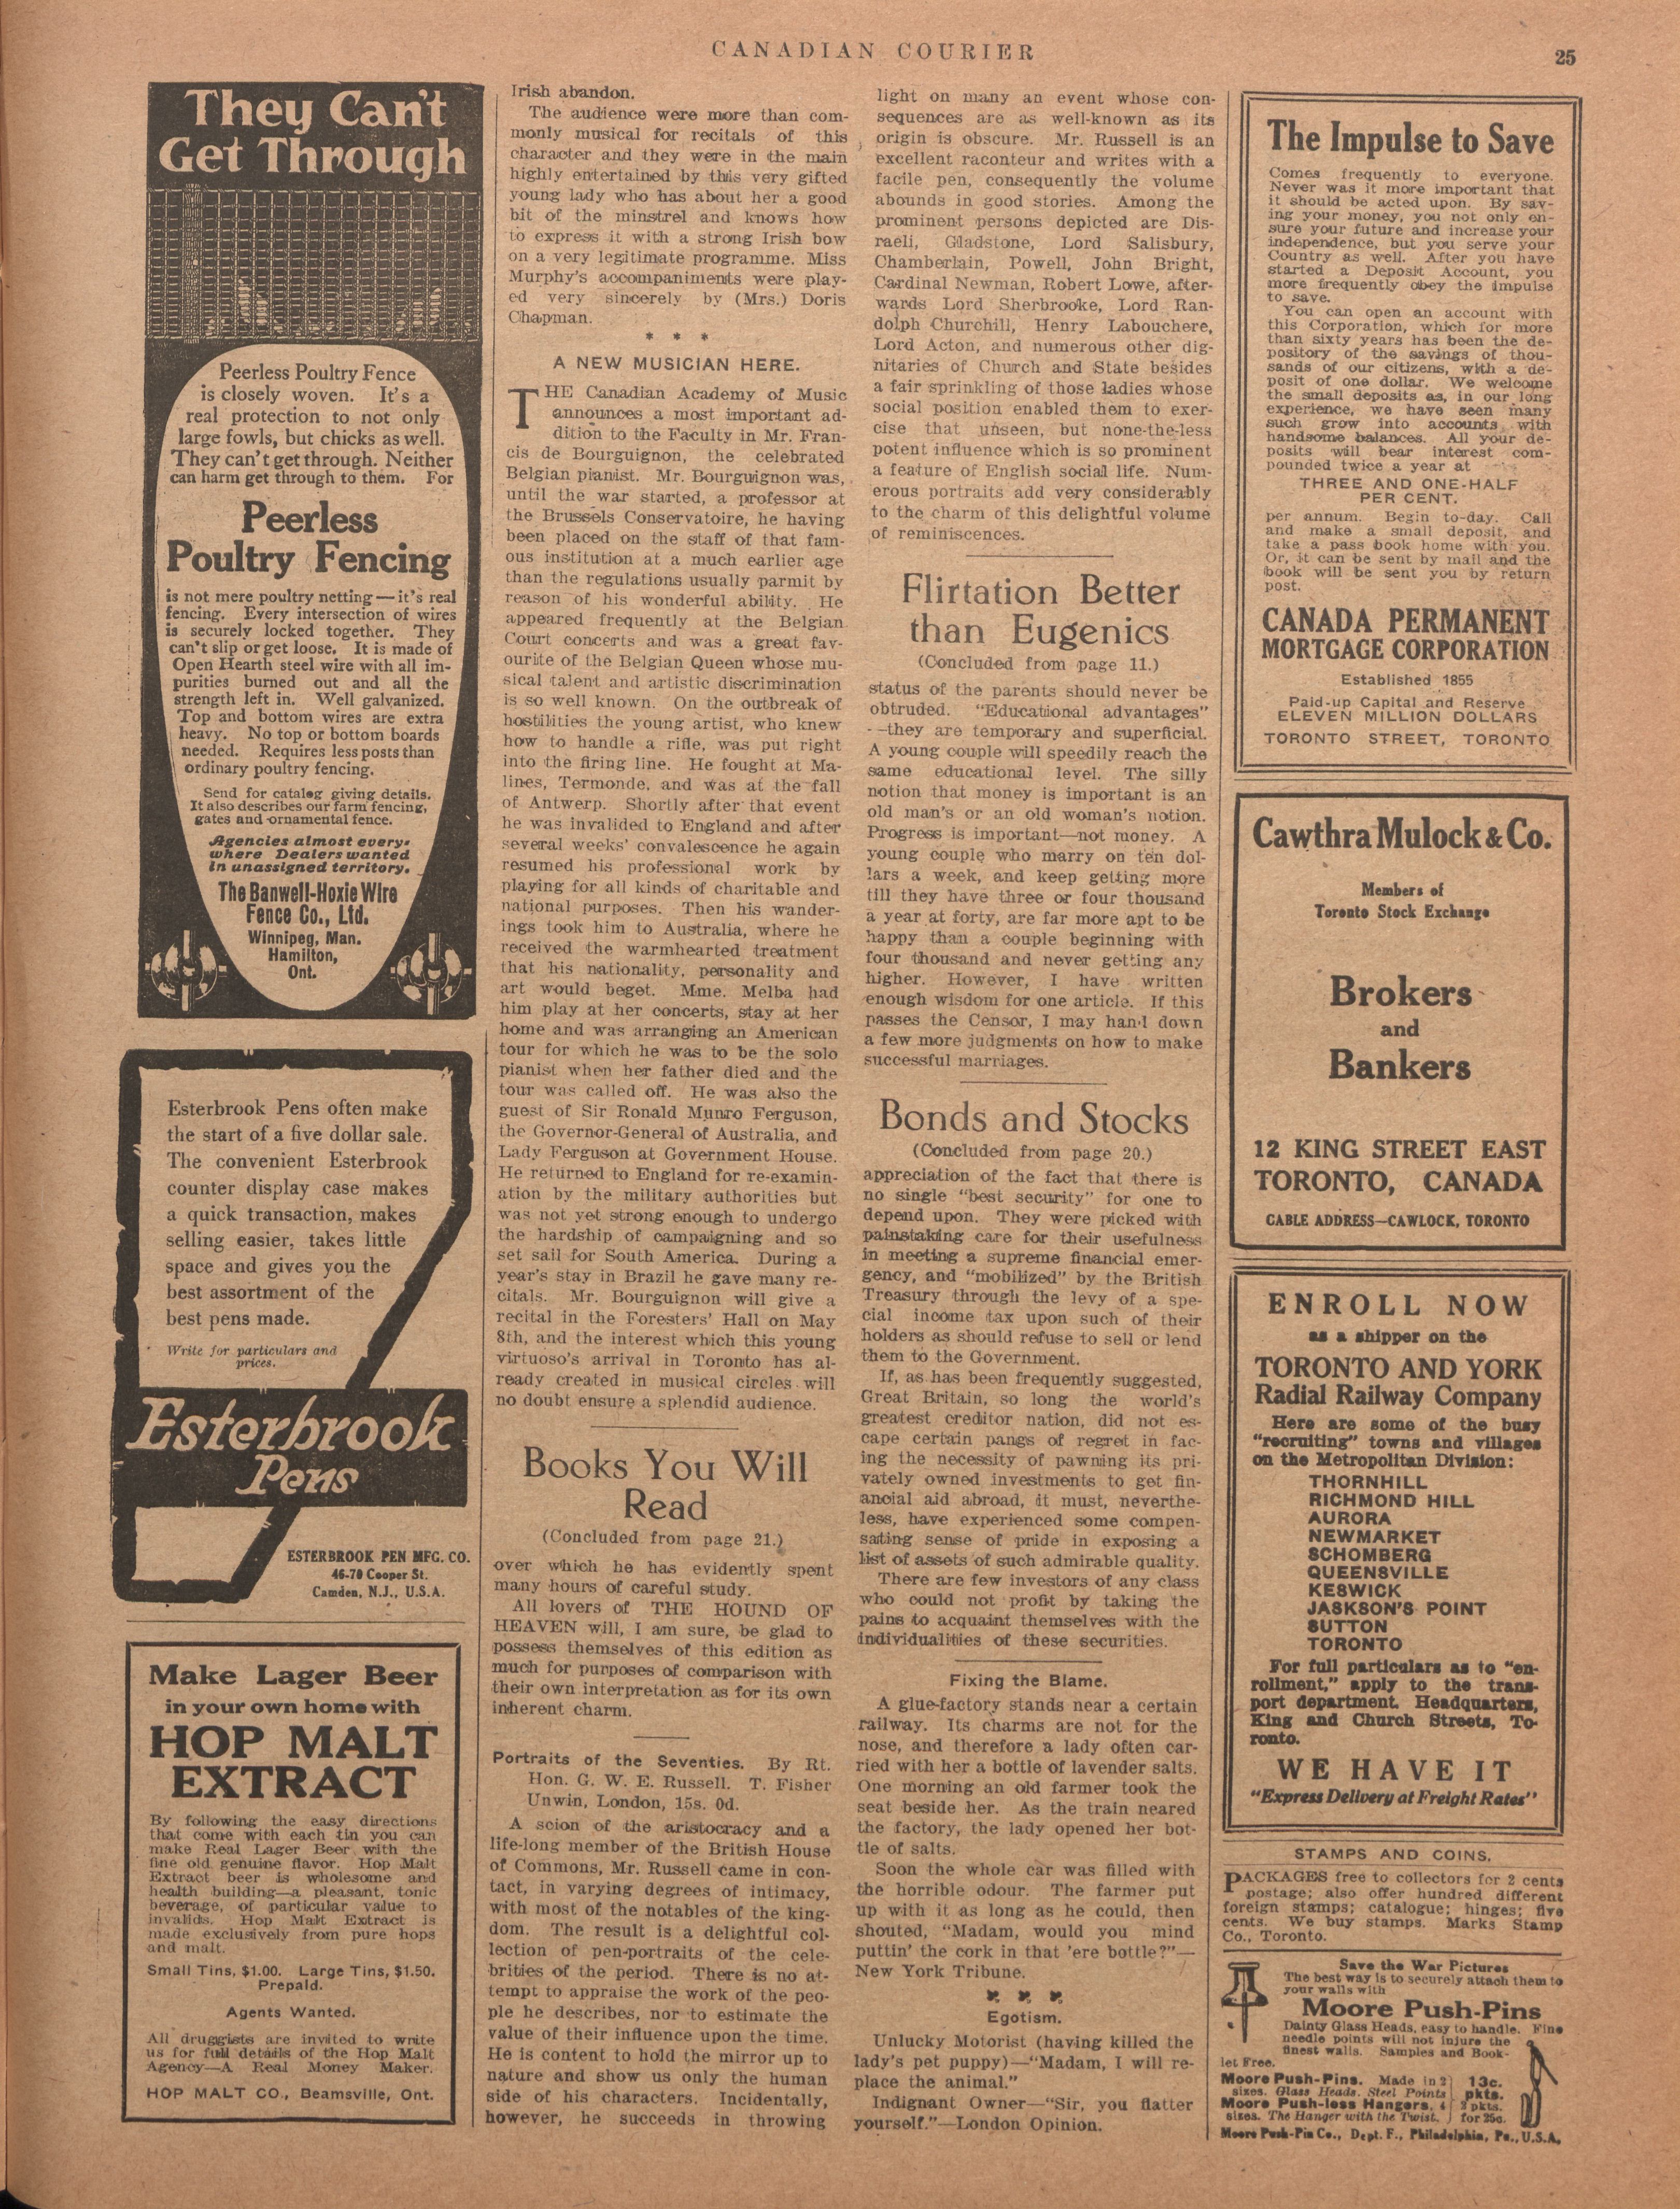 CANADIAN COURIER
25
They Can't
Get Through
Peerless Poultry Fence
is closely woven. It's a
real protection to not only
large fowls, but chicks as well.
They can't get through. Neither
can harm get through to them. For
Peerless
Poultry Fencing
is not mere poultry netting—it's real
fencing. Every intersection of wires
is securely locked together. They
can't slip or get loose. It is made of
Open Hearth steel wire with all im-
purities burned out and all the
strength left in. Well galvanized.
Top and bottom wires are extra
heavy. No top or bottom boards
needed. Requires less posts than
ordinary poultry fencing.
Send for catalog giving details.
It also describes our farm fencing,
gates and ornamental fence.
Agencies almost every-
where Dealers wanted
in unassigned territory.
The Banwell-Hoxie Wire
Fence Co., Ltd.
Winnipeg, Man.
Hamilton,
Ont.
Esterbrook Pens often make
the start of a five dollar sale.
The convenient Esterbrook
counter display case makes
a quick transaction, makes
selling easier, takes little
space and gives you the
best assortment of the
best pens made.
Write for particulars and
prices.
Esterbrook
Pens
ESTERBROOK PEN MFG. CO.
46-70 Cooper St.
Camden, N.J., U.S.A.
Make Lager Beer
in your own home with
HOP MALT
EXTRACT
By following the easy directions
that come with each tin you can
make Real Lager Beer with the
fine old genuine flavor. Hop Malt
Extract beer is wholesome and
health building—a pleasant, tonic
beverage, of particular value to
invalids. Hop Malt Extract is
made exclusively from pure hops
and malt.
Small Tins, $1.00. Large Tins, $1.50.
Prepaid.
Agents Wanted.
All druggists are invited to write
us for full details of the Hop Malt
Agency—A Real Money Maker.
HOP MALT CO., Beamsville, Ont.
Irish abandon.
The audience were more than com-
monly musical for recitals of this
character and they were in the main
highly entertained by this very gifted
young lady who has about her a good
bit of the minstrel and knows how
to express it with a strong Irish bow
on a very legitimate programme. Miss
Murphy's accompaniments were play-
ed very sincerely by (Mrs.) Doris
Chapman.
* * *
A NEW MUSICIAN HERE.
THE Canadian Academy of Music
announces a most important ad-
dition to the Faculty in Mr. Fran-
cis de Bourguignon, the celebrated
Belgian pianist. Mr. Bourguignon was,
until the war started, a professor at
the Brussels Conservatoire, he having
been placed on the staff of that fam-
ous institution at a much earlier age
than the regulations usually parmit by
reason of his wonderful ability. He
appeared frequently at the Belgian
Court concerts and was a great fav-
ourite of the Belgian Queen whose mu-
sical talent and artistic discrimination
is so well known. On the outbreak of
hostilities the young artist, who knew
how to handle a rifle, was put right
into the firing line. He fought at Ma-
lines, Termonde, and was at the fall
of Antwerp. Shortly after that event
he was invalided to England and after
several weeks' convalescence he again
resumed his professional work by
playing for all kinds of charitable and
national purposes. Then his wander-
ings took him to Australia, where he
received the warmhearted treatment
that his nationality, personality and
art would beget. Mme. Melba had
him play at her concerts, stay at her
home and was arranging an American
tour for which he was to be the solo
pianist when her father died and the
tour was called off. He was also the
guest of Sir Ronald Munro Ferguson,
the Governor-General of Australia, and
Lady Ferguson at Government House.
He returned to England for re-examin-
ation by the military authorities but
was not yet strong enough to undergo
the hardship of campaigning and so
set sail for South America. During a
year's stay in Brazil he gave many re-
citals. Mr. Bourguignon will give a
recital in the Foresters' Hall on May
8th, and the interest which this young
virtuoso's arrival in Toronto has al-
ready created in musical circles will
no doubt ensure a splendid audience.
Books You Will
Read
(Concluded from page 21.)
over which he has evidently spent
many hours of careful study.
All lovers of THE HOUND OF
HEAVEN will, I am sure, be glad to
possess themselves of this edition as
much for purposes of comparison with
their own interpretation as for its own
inherent charm.
Portraits of the Seventies. By Rt.
Hon. G. W. E. Russell. T. Fisher
Unwin, London, 15s. 0d.
A scion of the aristocracy and a
life-long member of the British House
of Commons, Mr. Russell came in con-
tact, in varying degrees of intimacy,
with most of the notables of the king-
dom. The result is a delightful col-
lection of pen-portraits of the cele-
brities of the period. There is no at-
tempt to appraise the work of the peo-
ple he describes, nor to estimate the
value of their influence upon the time.
He is content to hold the mirror up to
nature and show us only the human
side of his characters. Incidentally,
however, he succeeds in throwing
light on many an event whose con-
sequences are as well-known as its
origin is obscure. Mr. Russell is an
excellent raconteur and writes with a
facile pen, consequently the volume
abounds in good stories. Among the
prominent persons depicted are Dis-
raeli, Gladstone, Lord Salisbury,
Chamberlain, Powell, John Bright,
Cardinal Newman, Robert Lowe, after-
wards Lord Sherbrooke, Lord Ran-
dolph Churchill, Henry Labouchere,
Lord Acton, and numerous other dig-
nitaries of Church and State besides
a fair sprinkling of those ladies whose
social position enabled them to exer-
cise that unseen, but none-the-less
potent influence which is so prominent
a feature of English social life. Num-
erous portraits add very considerably
to the charm of this delightful volume
of reminiscences.
Flirtation Better
than Eugenics
(Concluded from page 11.)
status of the parents should never be
obtruded. "Educational advantages"
--they are temporary and superficial.
A young couple will speedily reach the
same educational level. The silly
notion that money is important is an
old man's or an old woman's notion.
Progress is important—not money. A
young couple who marry on ten dol-
lars a week, and keep getting more
till they have three or four thousand
a year at forty, are far more apt to be
happy than a couple beginning with
four thousand and never getting any
higher. However, I have written
enough wisdom for one article. If this
passes the Censor, I may hand down
a few more judgments on how to make
successful marriages.
Bonds and Stocks
(Concluded from page 20.)
appreciation of the fact that there is
no single "best security" for one to
depend upon. They were picked with
painstaking care for their usefulness
in meeting a supreme financial emer-
gency, and "mobilized" by the British
Treasury through the levy of a spe-
cial income tax upon such of their
holders as should refuse to sell or lend
them to the Government.
If, as has been frequently suggested,
Great Britain, so long the world's
greatest creditor nation, did not es-
cape certain pangs of regret in fac-
ing the necessity of pawning its pri-
vately owned investments to get fin-
ancial aid abroad, it must, neverthe-
less, have experienced some compen-
sating sense of pride in exposing a
list of assets of such admirable quality.
There are few investors of any class
who could not profit by taking the
pains to acquaint themselves with the
individualities of these securities.
Fixing the Blame.
A glue-factory stands near a certain
railway. Its charms are not for the
nose, and therefore a lady often car-
ried with her a bottle of lavender salts.
One morning an old farmer took the
seat beside her. As the train neared
the factory, the lady opened her bot-
tle of salts.
Soon the whole car was filled with
the horrible odour. The farmer put
up with it as long as he could, then
shouted, "Madam, would you mind
puttin' the cork in that 'ere bottle?"—
New York Tribune.
Egotism.
Unlucky Motorist (having killed the
lady's pet puppy)—"Madam, I will re-
place the animal."
Indignant Owner—"Sir, you flatter
yourself."—London Opinion.
The Impulse to Save
Comes frequently to everyone.
Never was it more important that
it should be acted upon. By sav-
ing your money, you not only en-
sure your future and increase your
independence, but you serve your
Country as well. After you have
started a Deposit Account, you
more frequently obey the impulse
to save.
You can open an account with
this Corporation, which for more
than sixty years has been the de-
pository of the savings of thou-
sands of our citizens, with a de-
posit of one dollar. We welcome
the small deposits as, in our long
experience, we have seen many
such grow into accounts with
handsome balances. All your de-
posits will bear interest com-
pounded twice a year at
THREE AND ONE-HALF
PER CENT.
per annum. Begin to-day. Call
and make a small deposit, and
take a pass book home with you.
Or, it can be sent by mail and the
book will be sent you by return
post.
CANADA PERMANENT
MORTGAGE CORPORATION
Established 1855
Paid-up Capital and Reserve
ELEVEN MILLION DOLLARS
TORONTO STREET, TORONTO
Cawthra Mulock & Co.
Members of
Toronto Stock Exchange
Brokers
and
Bankers
12 KING STREET EAST
TORONTO, CANADA
CABLE ADDRESS—CAWLOCK, TORONTO
ENROLL NOW
as a shipper on the
TORONTO AND YORK
Radial Railway Company
Here are some of the busy
"recruiting" towns and villages
on the Metropolitan Division:
THORNHILL
RICHMOND HILL
AURORA
NEWMARKET
SCHOMBERG
QUEENSVILLE
KESWICK
JASKSON'S POINT
SUTTON
TORONTO
For full particulars as to "en-
rollment," apply to the trans-
port department. Headquarters,
King and Church Streets, To-
ronto.
WE HAVE IT
"Express Delivery at Freight Rates"
STAMPS AND COINS.
PACKAGES free to collectors for 2 cents
postage; also offer hundred different
foreign stamps; catalogue; hinges; five
cents. We buy stamps. Marks Stamp
Co., Toronto.
Save the War Pictures
The best way is to securely attach them to
your walls with
Moore Push-Pins
Dainty Glass Heads, easy to handle. Fine
needle points will not injure the
finest walls. Samples and Book-
let Free.
Moore Push-Pins. Made in 2 13c.
sizes. Glass Heads. Steel Points pkts.
Moore Push-less Hangers, 4 2 pkts.
sizes. The Hanger with the Twist. for 25c.
Moore Push-Pin Co., Dept. F., Philadelphia, Pa., U.S.A.